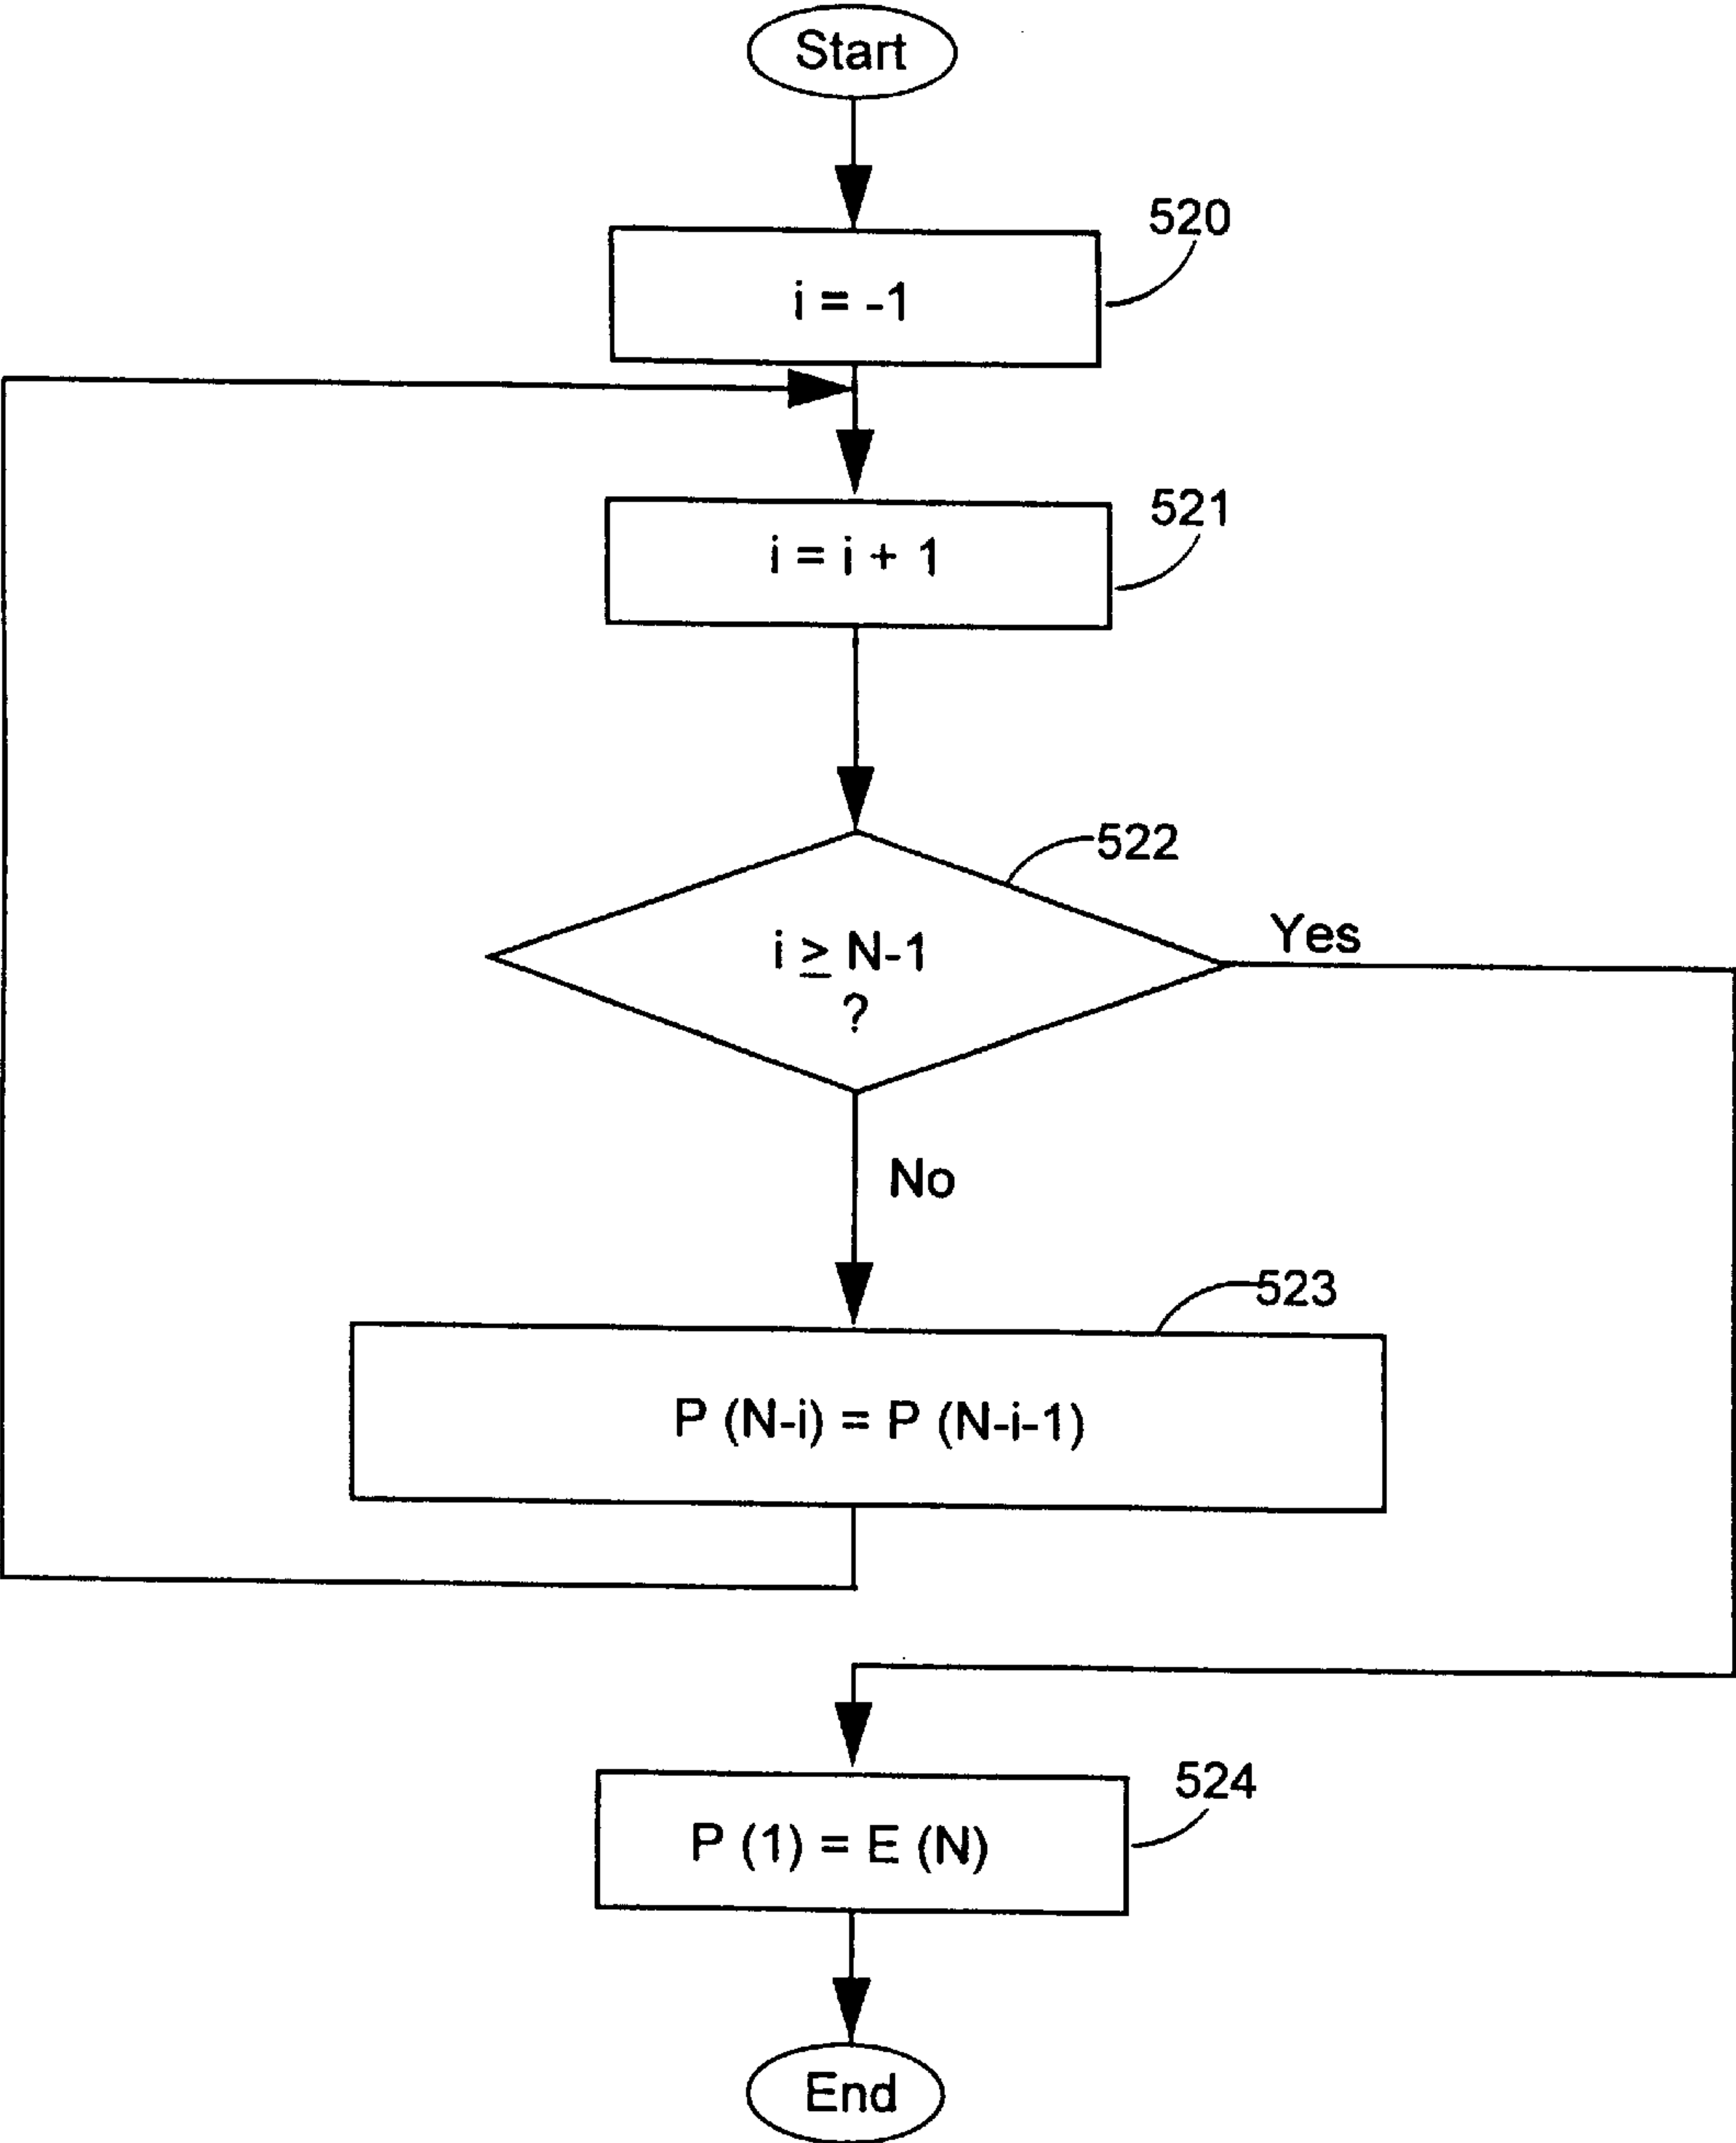 Start
520
i = -1
521
i = i + 1
522
i ≥ N-1
?
Yes
No
523
P (N-i) = P (N-i-1)
524
P (1) = E (N)
End